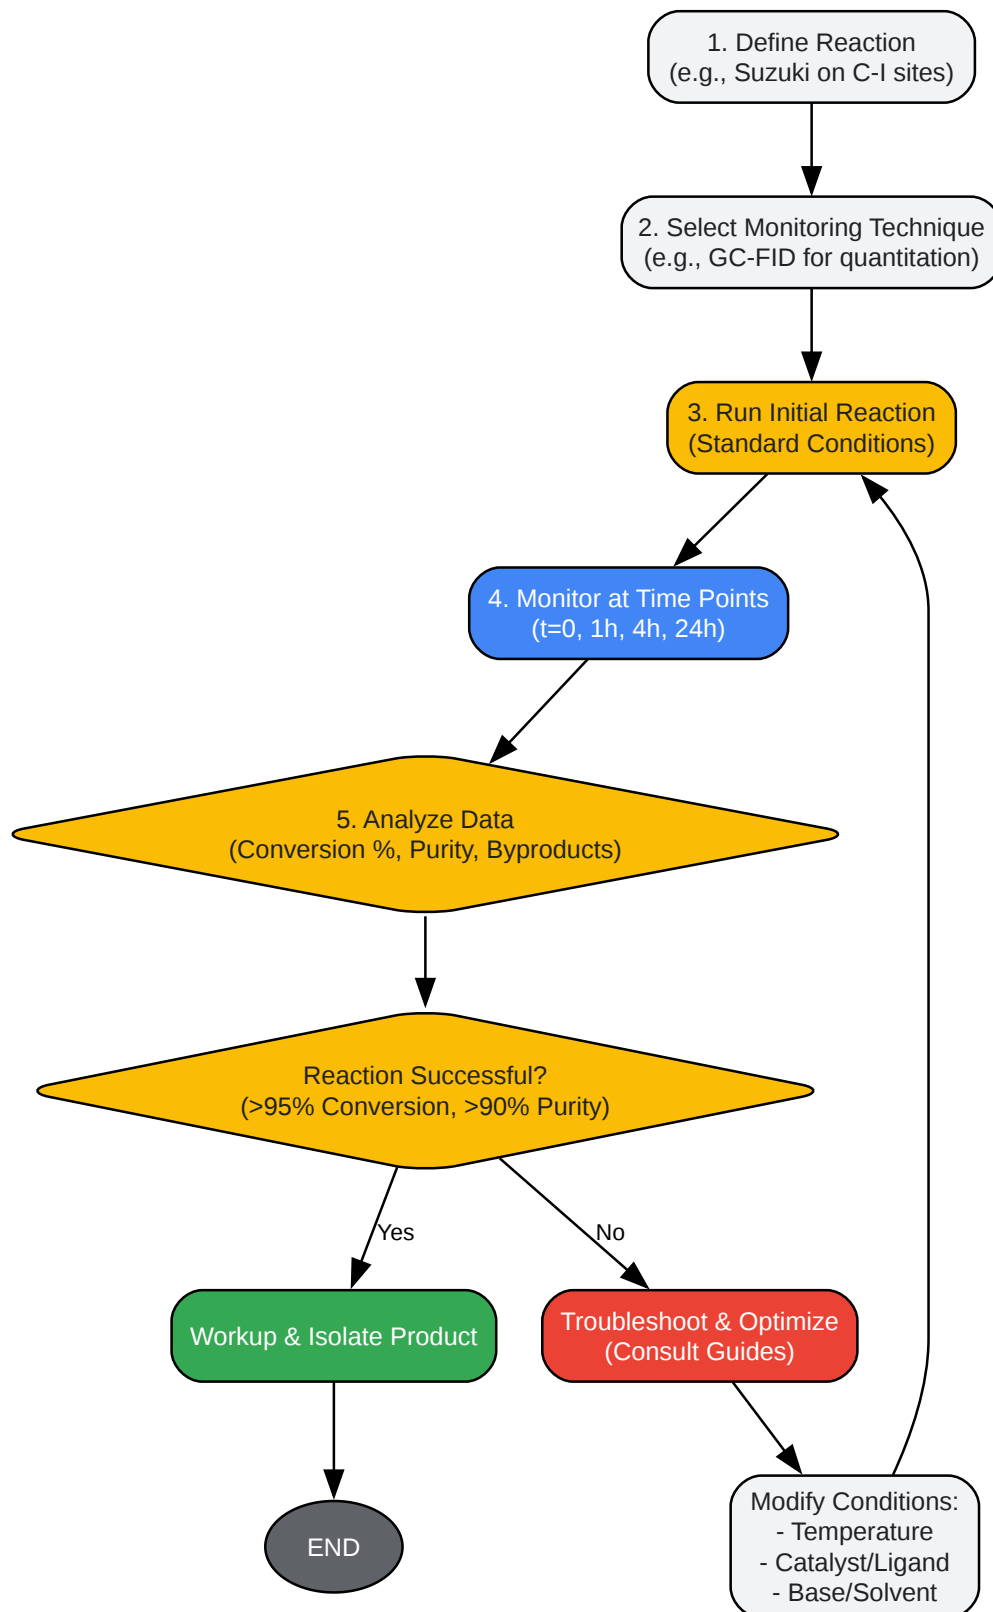 1. Define Reaction
(e.g., Suzuki on C-I sites)
2. Select Monitoring Technique
(e.g., GC-FID for quantitation)
3. Run Initial Reaction
(Standard Conditions)
4. Monitor at Time Points
(t=0, 1h, 4h, 24h)
5. Analyze Data
(Conversion %, Purity, Byproducts)
Reaction Successful?
(>95% Conversion, >90% Purity)
Yes
No
Workup & Isolate Product
Troubleshoot & Optimize
(Consult Guides)
END
Modify Conditions:
- Temperature
- Catalyst/Ligand
- Base/Solvent